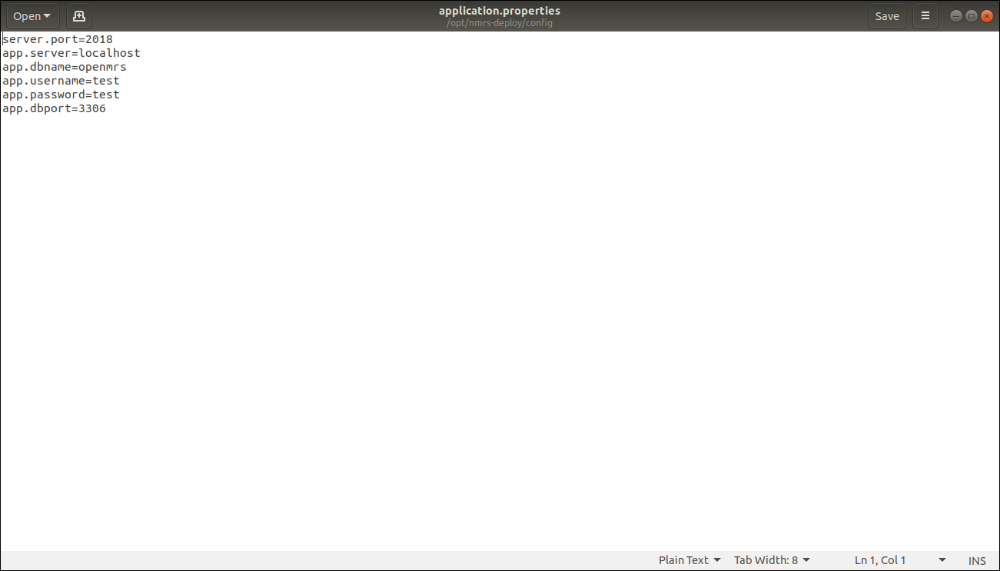 Open
application.properties
/opt/nmrs-deploy/config
Save
server.port=2018
app.server=localhost
app.dbname=openmrs
app.username=test
app.password=test
app.dbport=3306
Plain Text
Tab Width: 8
Ln 1, Col 1
INS